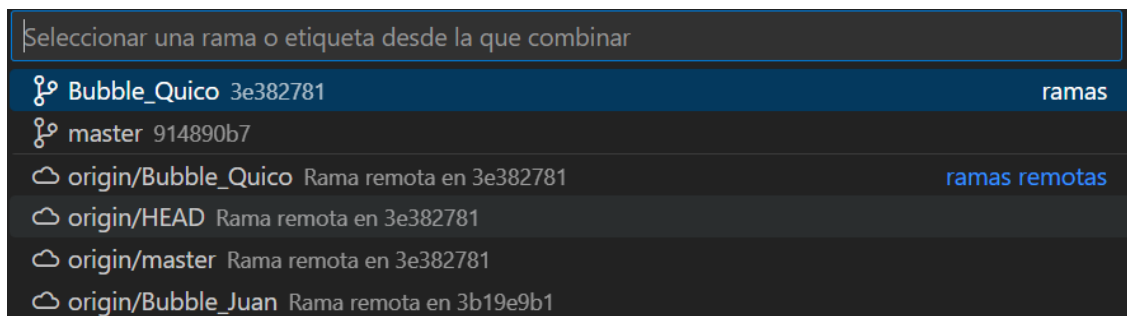 Seleccionar una rama o etiqueta desde la que combinar
Bubble_Quico 3e382781 ramas
master 914890b7
origin/Bubble_Quico Rama remota en 3e382781 ramas remotas
origin/HEAD Rama remota en 3e382781
origin/master Rama remota en 3e382781
origin/Bubble_Juan Rama remota en 3b19e9b1